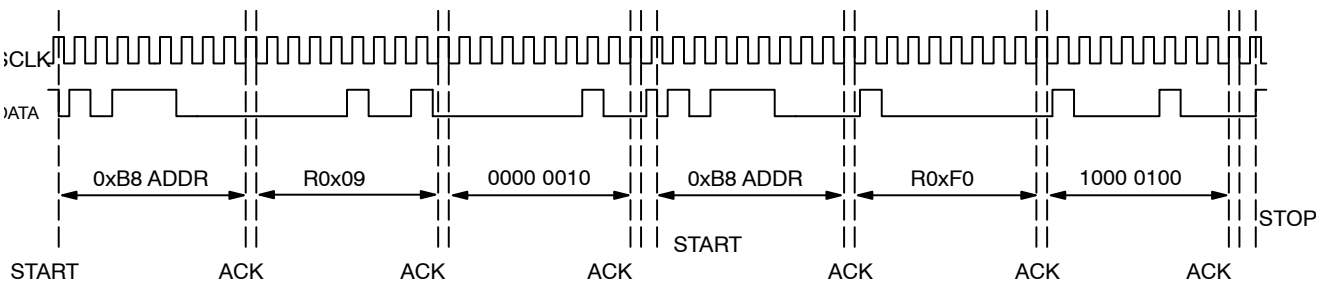 SCLK
DATA
0xB8 ADDR R0x09 0000 0010 0xB8 ADDR R0xF0 1000 0100
STOP
START
START ACK ACK ACK ACK ACK ACK